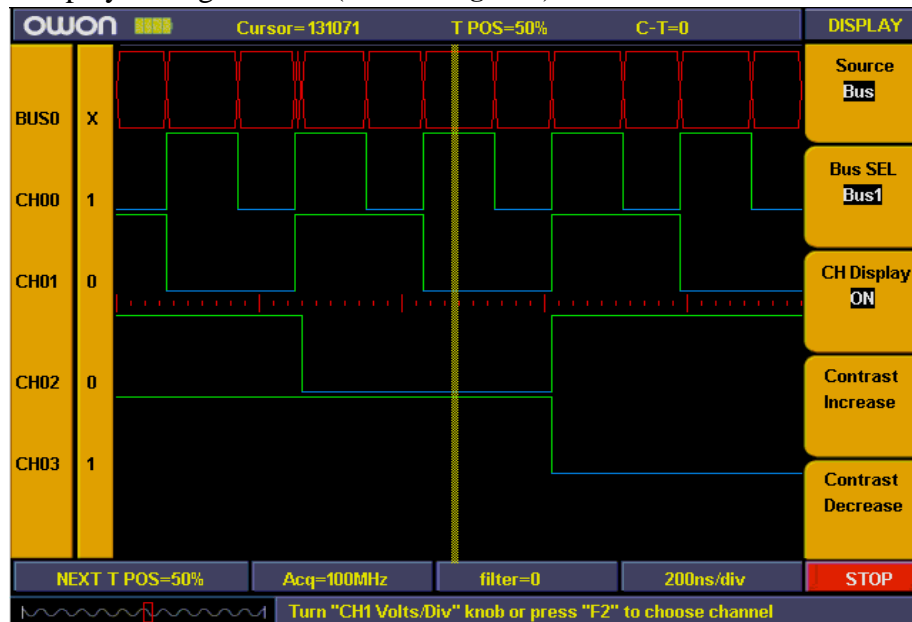 owon Cursor=131071 T POS=50% C-T=0 DISPLAY
Source
Bus
BUS0 X
Bus SEL
Bus1
CH00 1
CH Display
ON
CH01 0
CH02 0
Contrast
Increase
CH03 1
Contrast
Decrease
NEXT T POS=50% Acq=100MHz filter=0 200ns/div STOP
Turn "CH1 Volts/Div" knob or press "F2" to choose channel